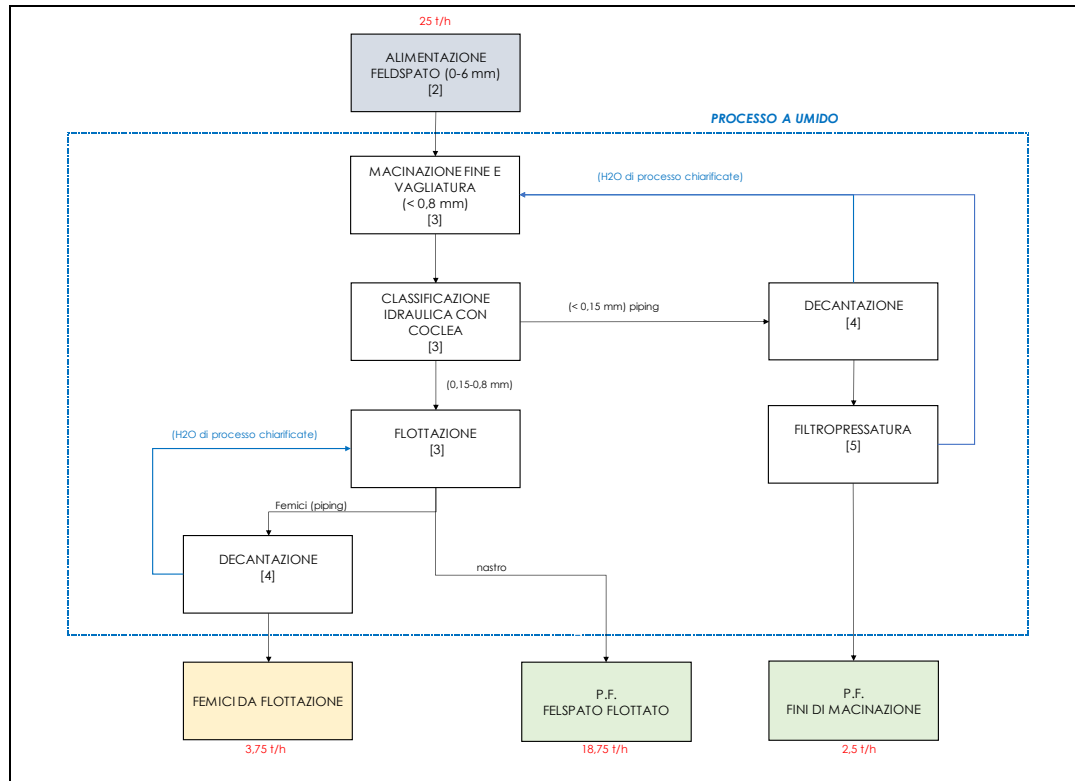 25 t/h
ALIMENTAZIONE
FELDSPATO (0-6 mm)
[2]
PROCESSO A UMIDO
MACINAZIONE FINE E
VAGLIATURA
(< 0,8 mm)
[3]
(H2O di processo chiarificate)
CLASSIFICAZIONE
IDRAULICA CON
COCLEA
[3]
(< 0,15 mm) piping
DECANTAZIONE
[4]
(0,15-0,8 mm)
(H2O di processo chiarificate)
FLOTTAZIONE
[3]
FILTROPRESSATURA
[5]
Femici (piping)
DECANTAZIONE
[4]
nastro
FEMICI DA FLOTTAZIONE
P.F.
FELSPATO FLOTTATO
P.F.
FINI DI MACINAZIONE
3,75 t/h
18,75 t/h
2,5 t/h